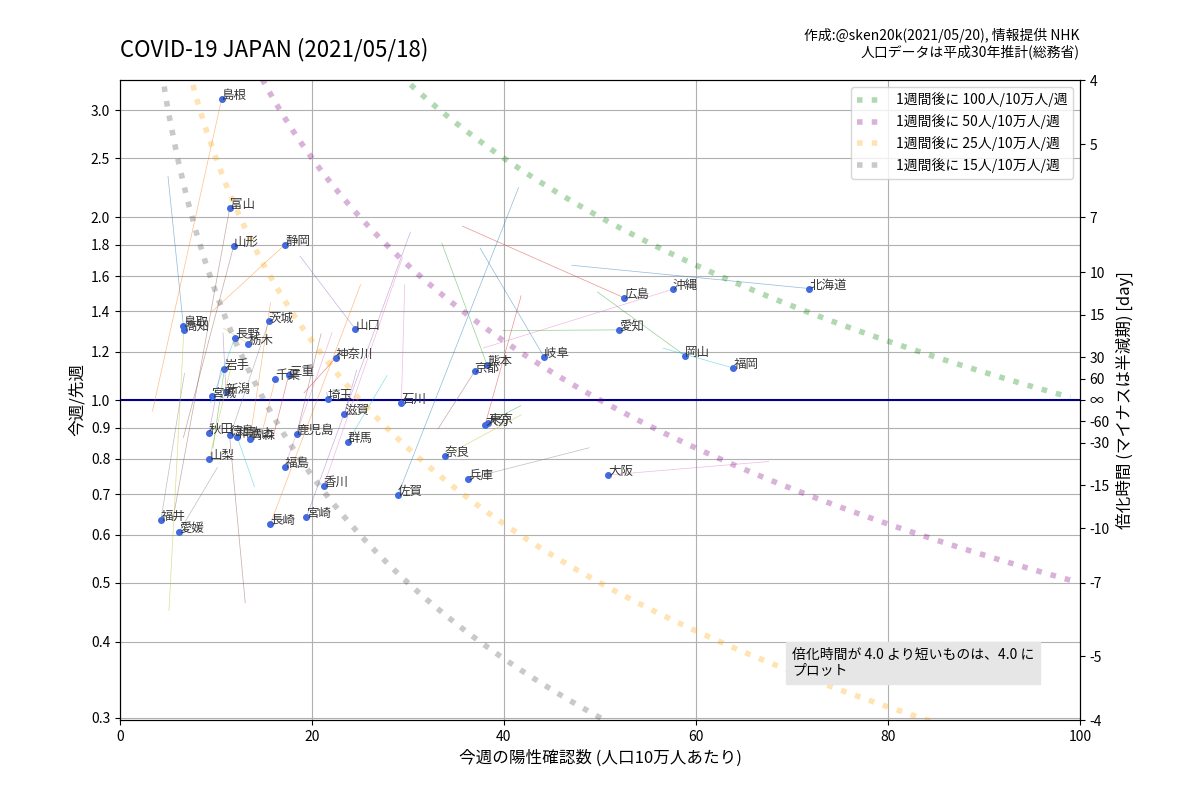 COVID-19 JAPAN (2021/05/18)
作成:@sken20k(2021/05/20), 情報提供 NHK
人口データは平成30年推計(総務省)
1週間後に 100人/10万人/週
1週間後に 50人/10万人/週
1週間後に 25人/10万人/週
1週間後に 15人/10万人/週
今週/先週
3.0
2.5
2.0
1.8
1.6
1.4
1.2
1.0
0.9
0.8
0.7
0.6
0.5
0.4
0.3
島根
富山
山形
静岡
北海道
沖縄
広島
茨城
鳥取
高知
山口
愛知
長野
栃木
神奈川
岐阜
岡山
熊本
京都
福岡
岩手
三重
千葉
新潟
宮城
埼玉
石川
滋賀
東京
大分
秋田
鹿児島
群馬
山梨
奈良
福島
兵庫
大阪
香川
佐賀
福井
愛媛
長崎
宮崎
倍化時間が 4.0 より短いものは、4.0 に
プロット
4
5
7
10
15
30
60
∞
-60
-30
-15
-10
-7
-5
-4
倍化時間 (マイナスは半減期) [day]
0
20
40
60
80
100
今週の陽性確認数 (人口10万人あたり)